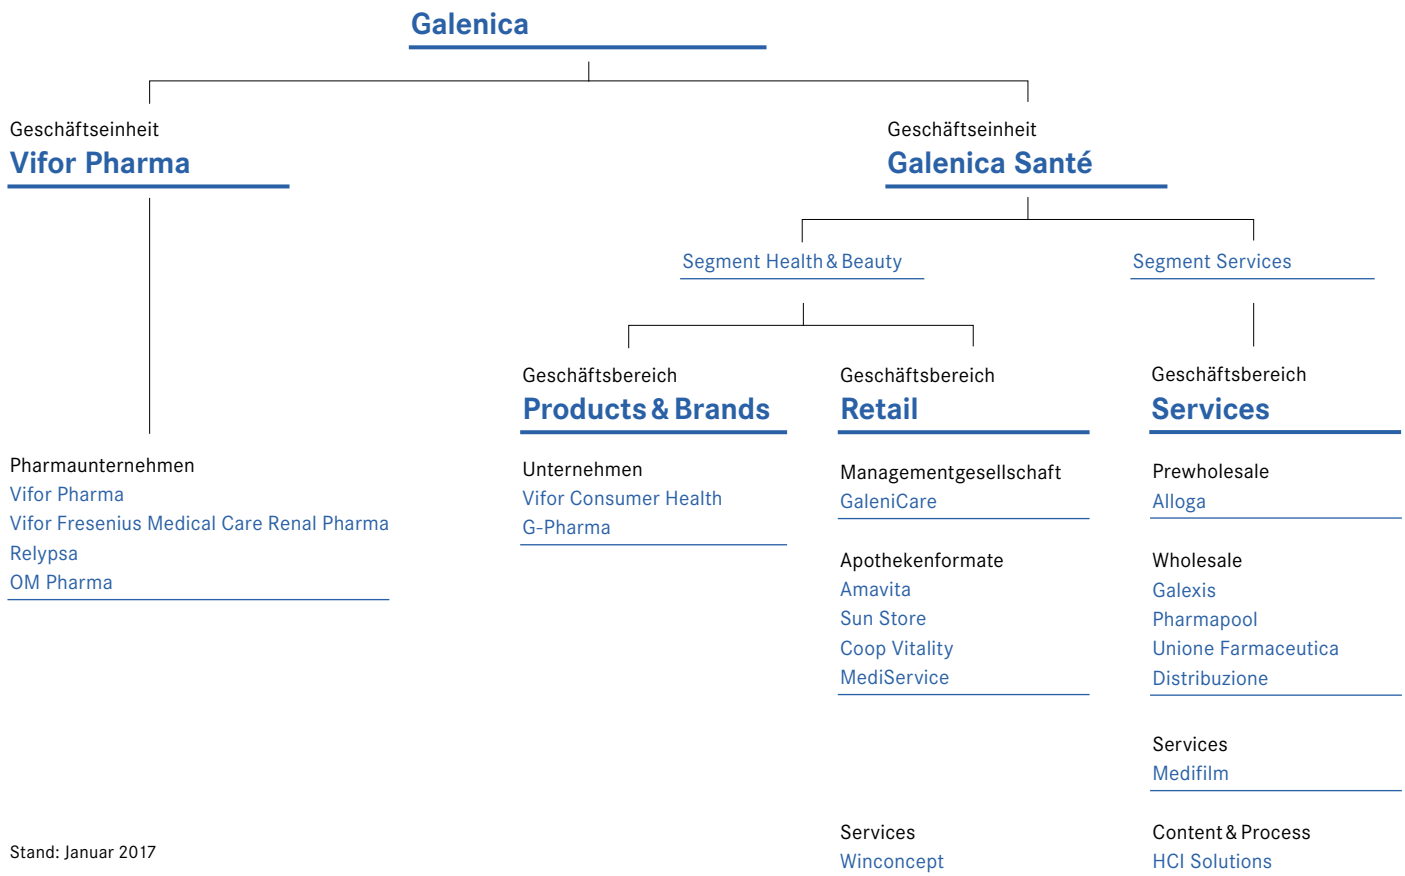 Galenica
Geschäftseinheit
Vifor Pharma
Geschäftseinheit
Galenica Santé
Segment Health & Beauty
Segment Services
Pharmaunternehmen
Vifor Pharma
Vifor Fresenius Medical Care Renal Pharma
Relypsa
OM Pharma
Geschäftsbereich
Products & Brands
Unternehmen
Vifor Consumer Health
G-Pharma
Geschäftsbereich
Retail
Managementgesellschaft
GaleniCare
Apothekenformate
Amavita
Sun Store
Coop Vitality
MediService
Services
Winconcept
Geschäftsbereich
Services
Prewholesale
Alloga
Wholesale
Galexis
Pharmapool
Unione Farmaceutica
Distribuzione
Services
Medifilm
Content & Process
HCI Solutions
Stand: Januar 2017